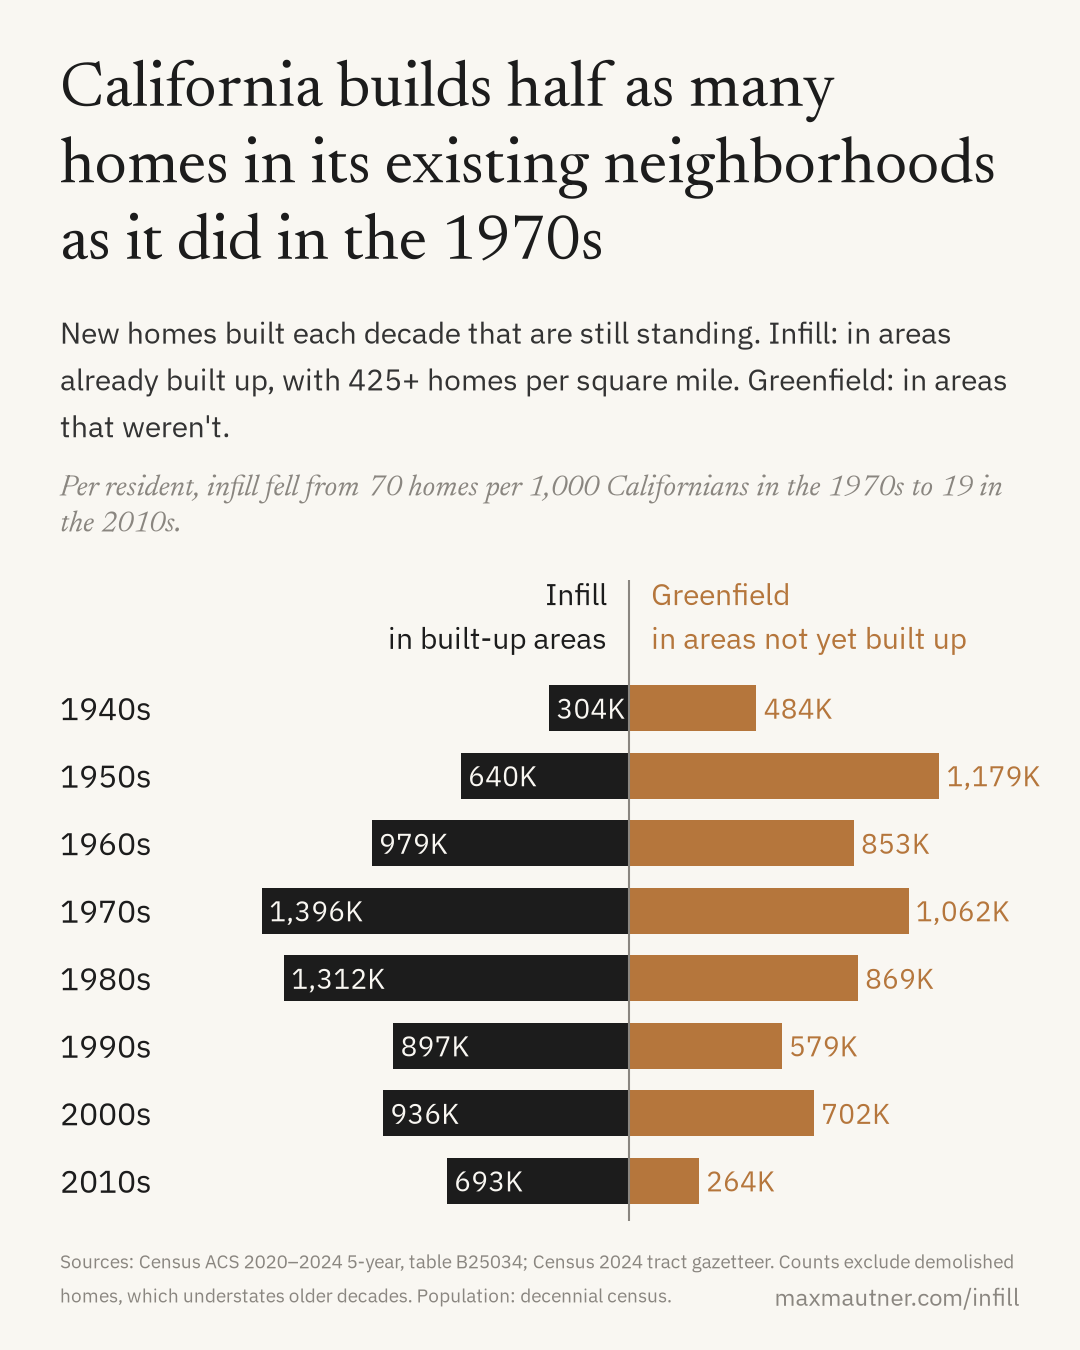 California builds half as many
homes in its existing neighborhoods
as it did in the 1970s
New homes built each decade that are still standing. Infill: in areas
already built up, with 425+ homes per square mile. Greenfield: in areas
that weren't.
Per resident, infill fell from 70 homes per 1,000 Californians in the 1970s to 19 in
the 2010s.
Infill Greenfield
in built-up areas in areas not yet built up
1940s 304K 484K
1950s 640K 1,179K
1960s 979K 853K
1970s 1,396K 1,062K
1980s 1,312K 869K
1990s 897K 579K
2000s 936K 702K
2010s 693K 264K
Sources: Census ACS 2020–2024 5-year, table B25034; Census 2024 tract gazetteer. Counts exclude demolished
homes, which understates older decades. Population: decennial census.
maxmautner.com/infill